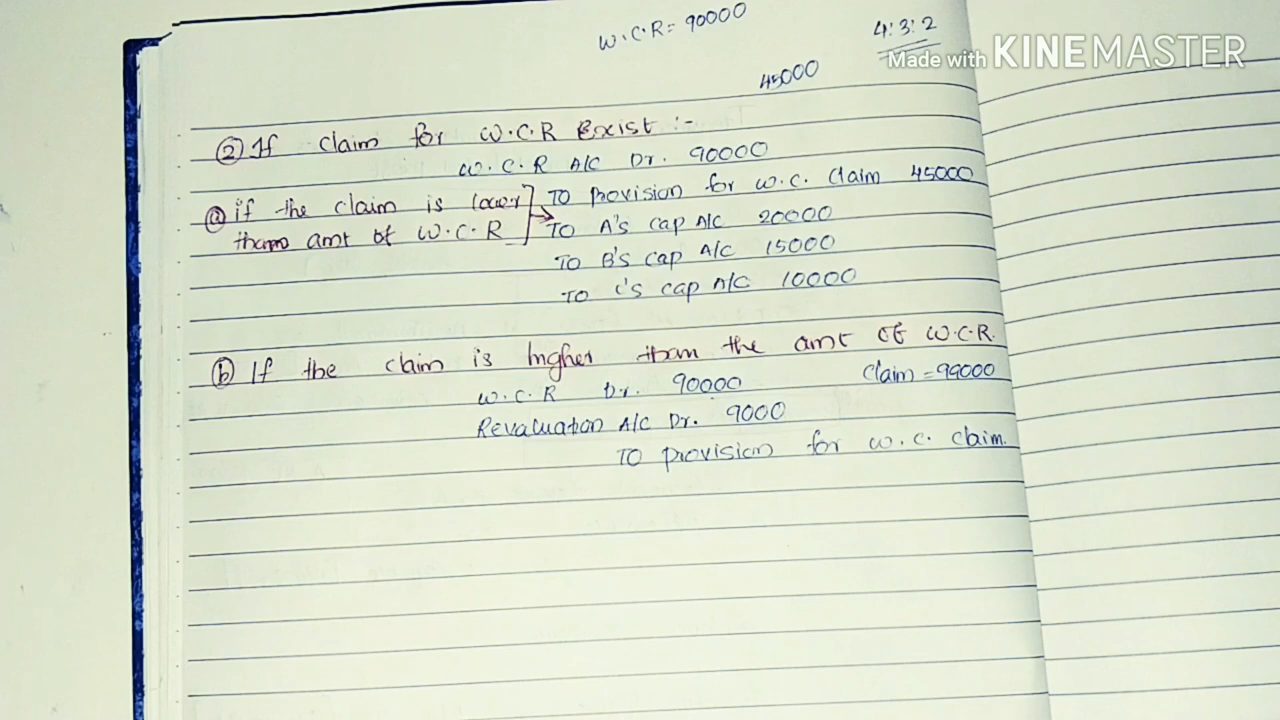 W.C.R = 90000
4:3:2
Made with KINEMASTER
45000
② If claim for W.C.R Exist :-
W.C.R A/C Dr. 90000
ⓐ if the claim is lower
than amt of W.C.R
TO provision for w.c. claim 45000
TO A's cap A/C 20000
TO B's cap A/C 15000
TO C's cap A/C 10000
ⓑ If the claim is higher than the amt of W.C.R.
W.C.R Dr. 90000
claim = 99000
Revaluation A/C Dr. 9000
TO provision for w.c. claim.